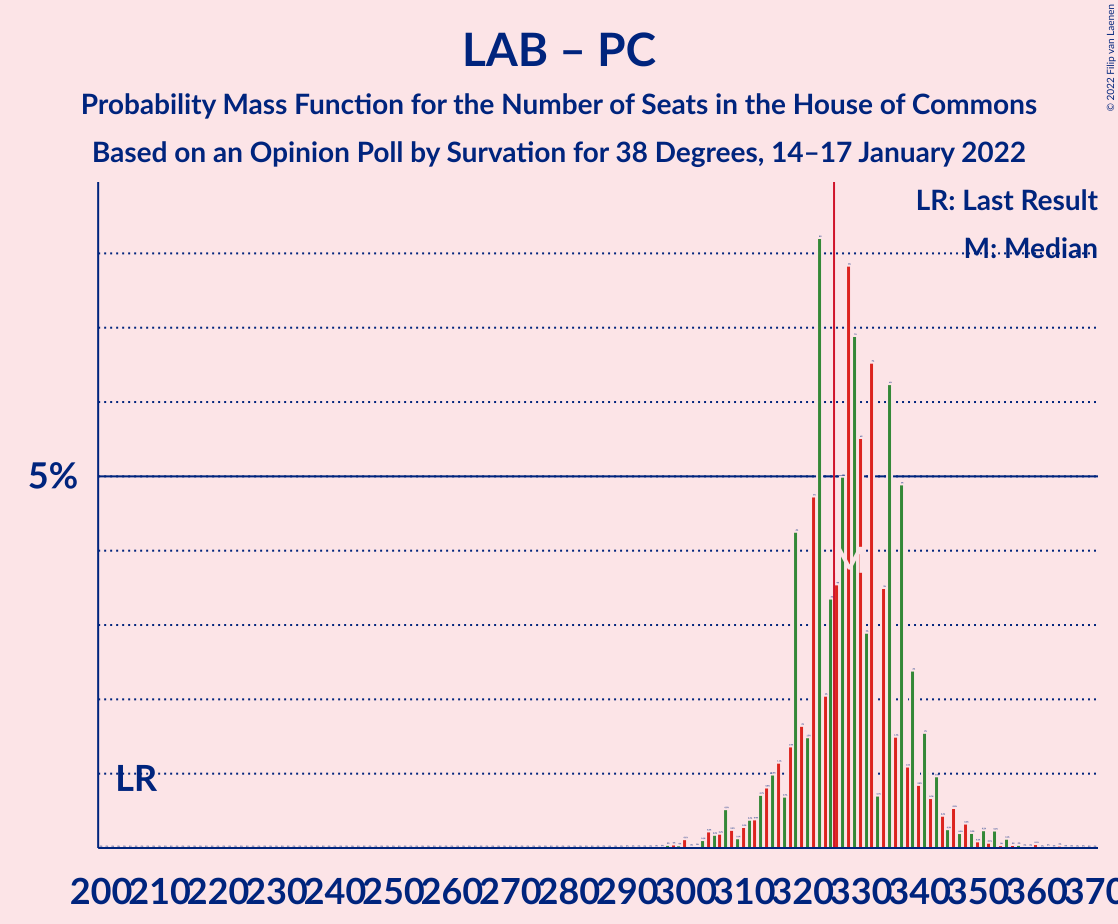 LAB – PC
Probability Mass Function for the Number of Seats in the House of Commons
Based on an Opinion Poll by Survation for 38 Degrees, 14–17 January 2022
© 2022 Filip van Laenen
LR: Last Result
M: Median
5%
M
LR
200 210 220 230 240 250 260 270 280 290 300 310 320 330 340 350 360 370